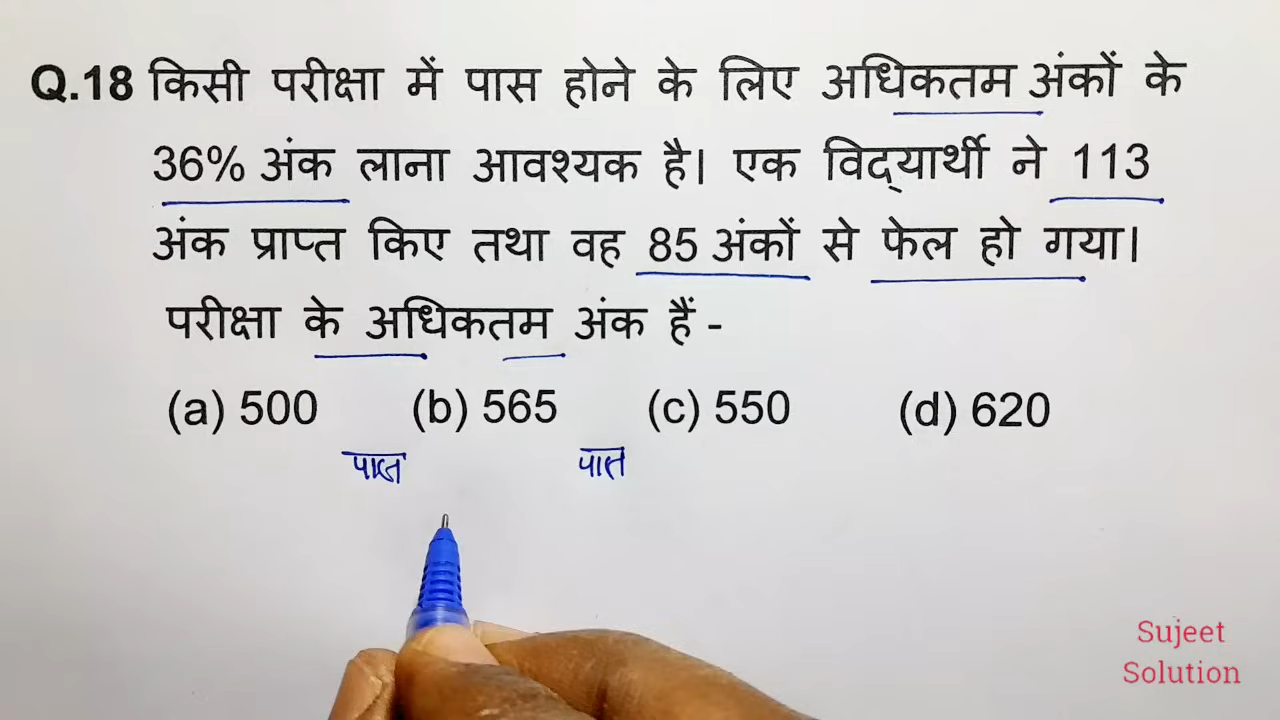 Q.18 किसी परीक्षा में पास होने के लिए अधिकतम अंकों के
36% अंक लाना आवश्यक है। एक विद्यार्थी ने 113
अंक प्राप्त किए तथा वह 85 अंकों से फेल हो गया।
परीक्षा के अधिकतम अंक हैं -
(a) 500 (b) 565 (c) 550 (d) 620
पास
Sujeet
Solution